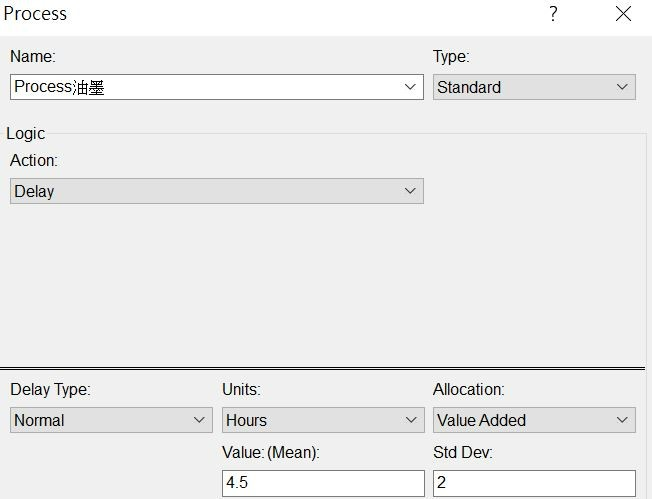 Process ?
Name: Type:
Process油墨 Standard
Logic
Action:
Delay
Delay Type: Units: Allocation:
Normal Hours Value Added
Value: (Mean): Std Dev:
4.5 2